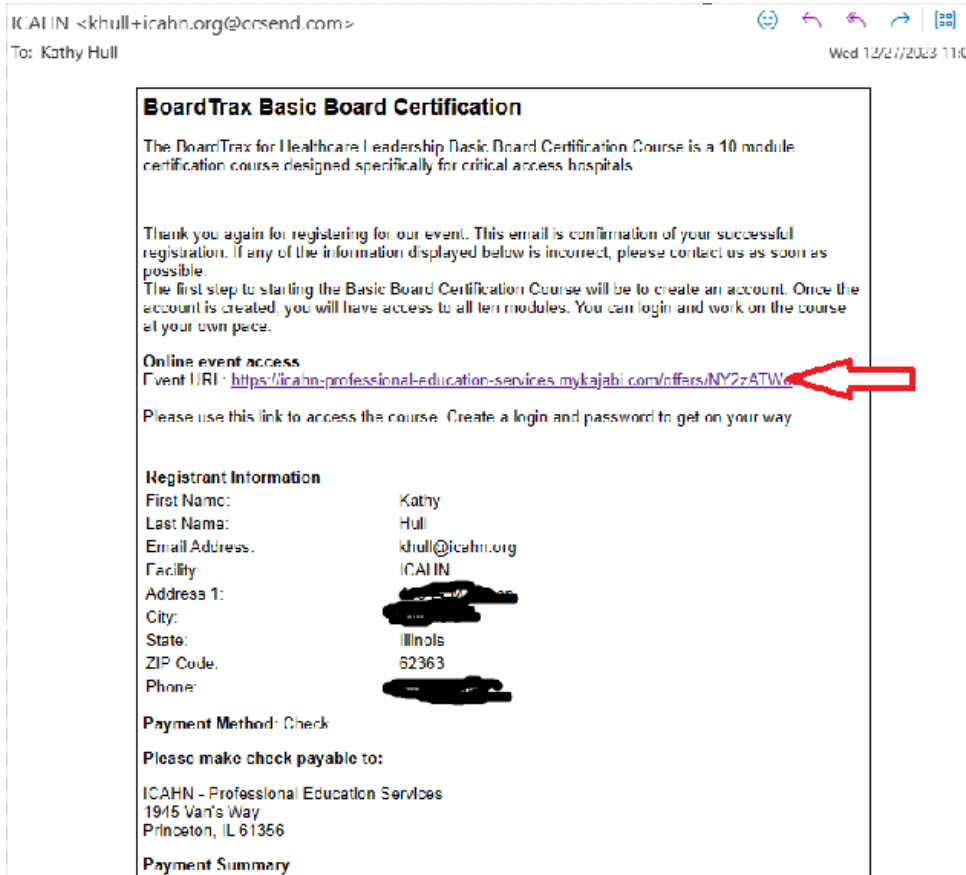 ICAHN <khull+icahn.org@ccsend.com>
To: Kathy Hull
Wed 12/27/2023 11:0
BoardTrax Basic Board Certification
The BoardTrax for Healthcare Leadership Basic Board Certification Course is a 10 module
certification course designed specifically for critical access hospitals
Thank you again for registering for our event. This email is confirmation of your successful
registration. If any of the information displayed below is incorrect, please contact us as soon as
possible.
The first step to starting the Basic Board Certification Course will be to create an account. Once the
account is created, you will have access to all ten modules. You can login and work on the course
at your own pace.
Online event access
Event URL: https://icahn-professional-education-services.mykajabi.com/offers/NY2zATW
Please use this link to access the course. Create a login and password to get on your way
Registrant Information
First Name: Kathy
Last Name: Hull
Email Address: khull@icahn.org
Facility: ICAHN
Address 1:
City:
State: Illinois
ZIP Code: 62363
Phone:
Payment Method: Check
Please make check payable to:
ICAHN - Professional Education Services
1945 Van's Way
Princeton, IL 61356
Payment Summary